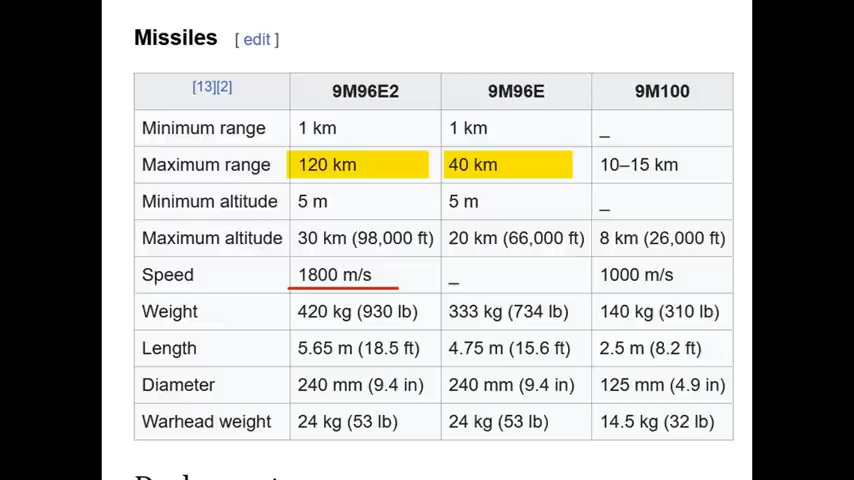 Missiles [ edit ]
[13][2] 9M96E2 9M96E 9M100
Minimum range 1 km 1 km _
Maximum range 120 km 40 km 10–15 km
Minimum altitude 5 m 5 m _
Maximum altitude 30 km (98,000 ft) 20 km (66,000 ft) 8 km (26,000 ft)
Speed 1800 m/s _ 1000 m/s
Weight 420 kg (930 lb) 333 kg (734 lb) 140 kg (310 lb)
Length 5.65 m (18.5 ft) 4.75 m (15.6 ft) 2.5 m (8.2 ft)
Diameter 240 mm (9.4 in) 240 mm (9.4 in) 125 mm (4.9 in)
Warhead weight 24 kg (53 lb) 24 kg (53 lb) 14.5 kg (32 lb)